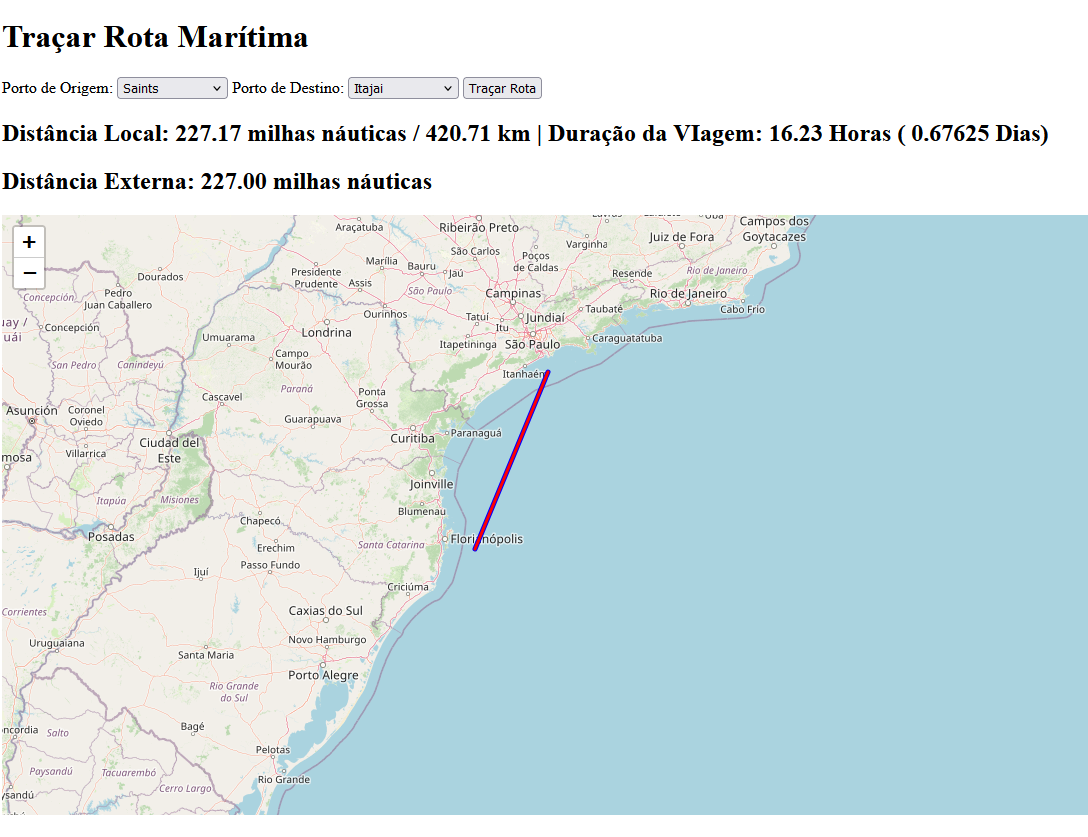 Traçar Rota Marítima
Porto de Origem: Saints Porto de Destino: Itajai Traçar Rota
Distância Local: 227.17 milhas náuticas / 420.71 km | Duração da VIagem: 16.23 Horas ( 0.67625 Dias)
Distância Externa: 227.00 milhas náuticas
+
−
Araçatuba
Ribeirão Preto
Campos dos
Goytacazes
Juiz de Fora
Varginha
São Carlos
Poços
de Caldas
Marília
Bauru
Jaú
Dourados
Presidente
Prudente
Assis
Resende
Rio de Janeiro
São Paulo
Concepción
Pedro
Juan Caballero
Campinas
Rio de Janeiro
Cabo Frio
Ourinhos
Taubaté
Tatuí
Jundiaí
Itu
Concepción
Londrina
Umuarama
Itapetininga
São Paulo
Caraguatatuba
Campo
Mourão
San Pedro
Canindeyú
Itanhaém
Paraná
Ponta
Grossa
Cascavel
Asunción
Coronel
Oviedo
Guarapuava
Curitiba
Paranaguá
Ciudad del
Este
Villarrica
Joinville
Itapúa
Misiones
Blumenau
Chapecó
Posadas
Florianópolis
Santa Catarina
Erechim
Passo Fundo
Ijuí
Criciúma
Corrientes
Caxias do Sul
Uruguaiana
Novo Hamburgo
Santa Maria
Porto Alegre
Rio Grande
do Sul
Bagé
Salto
Pelotas
Paysandú
Tacuarembó
Rio Grande
Cerro Largo